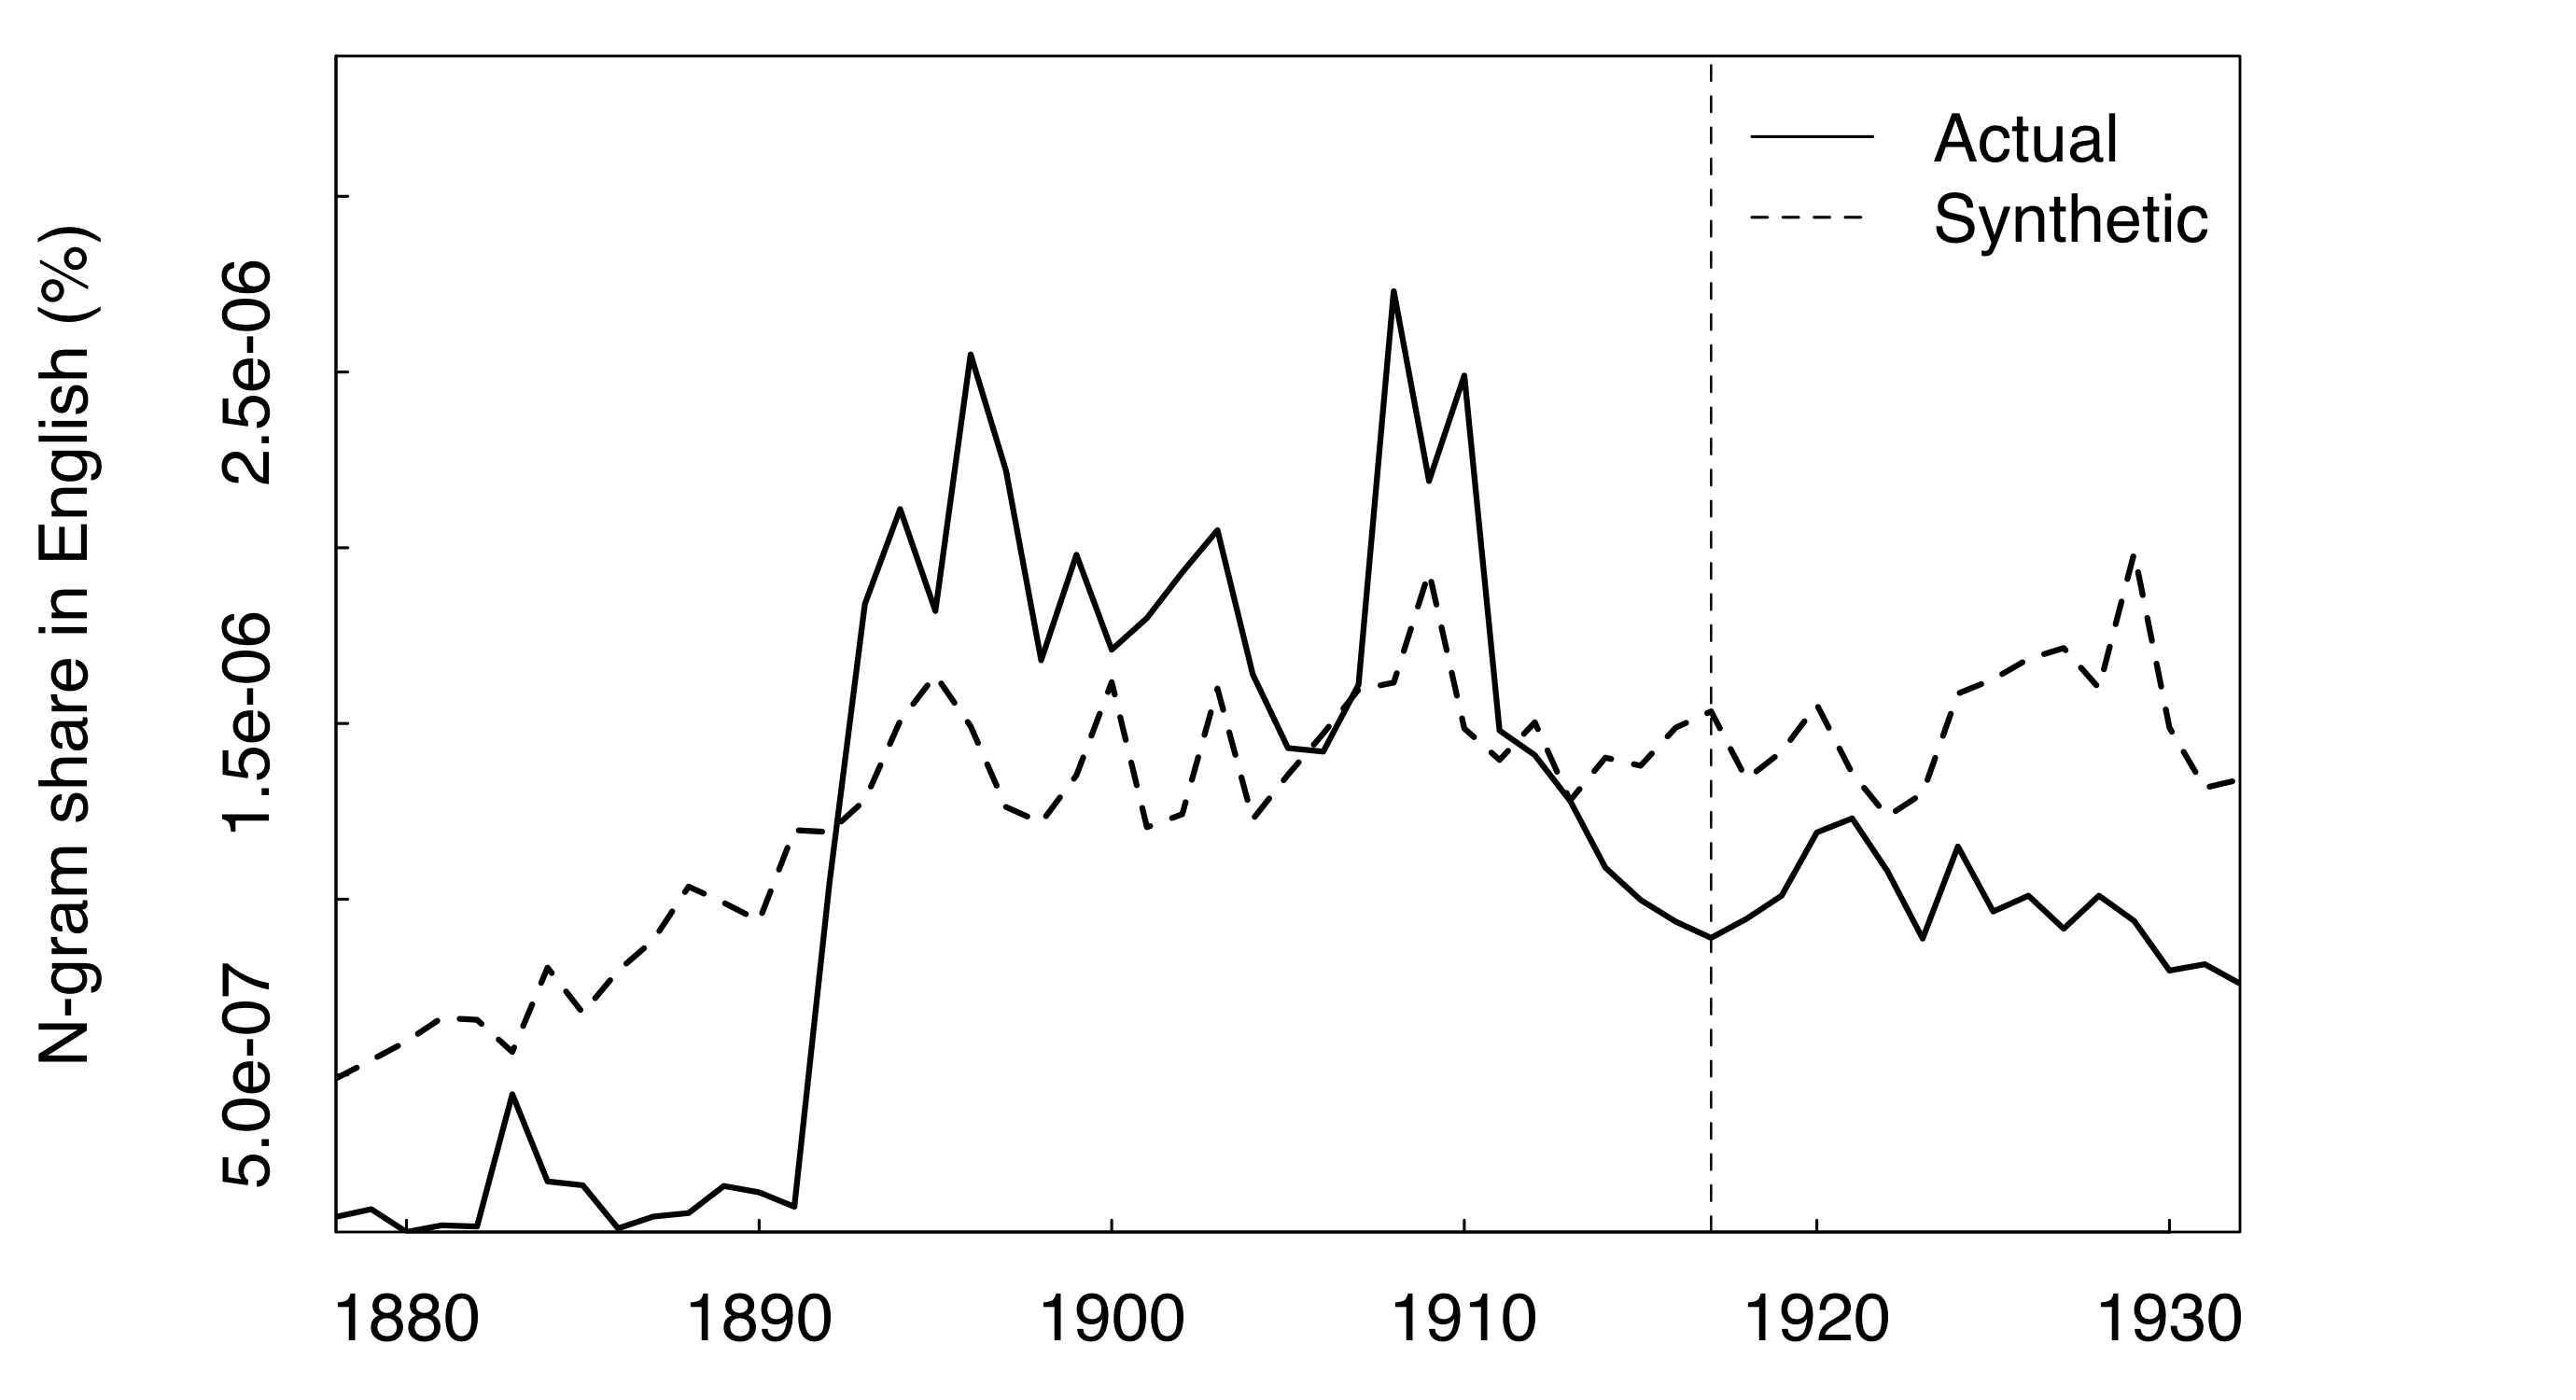 N-gram share in English (%)
2.5e-06
1.5e-06
5.0e-07
Actual
Synthetic
1880 1890 1900 1910 1920 1930